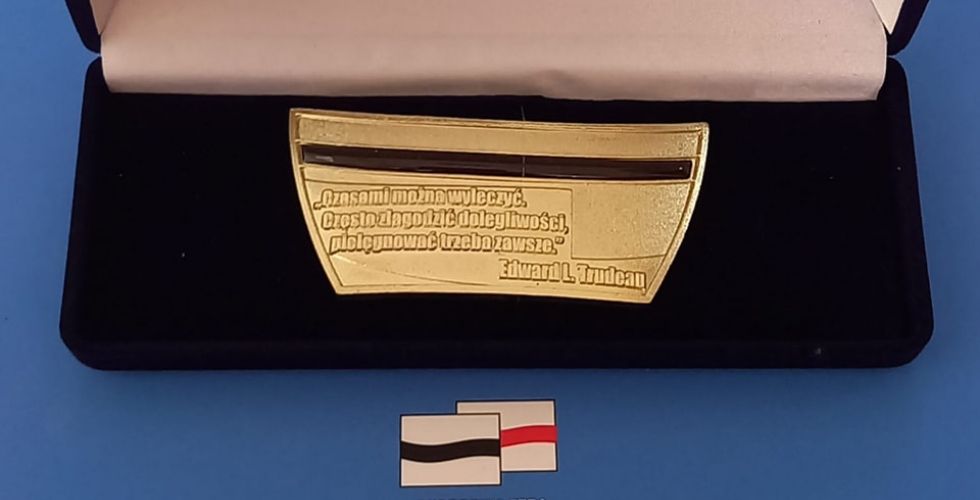 „Czasami można wyleczyć.
Często złagodzić dolegliwości,
pielęgnować trzeba zawsze.”
Edward L. Trudeau